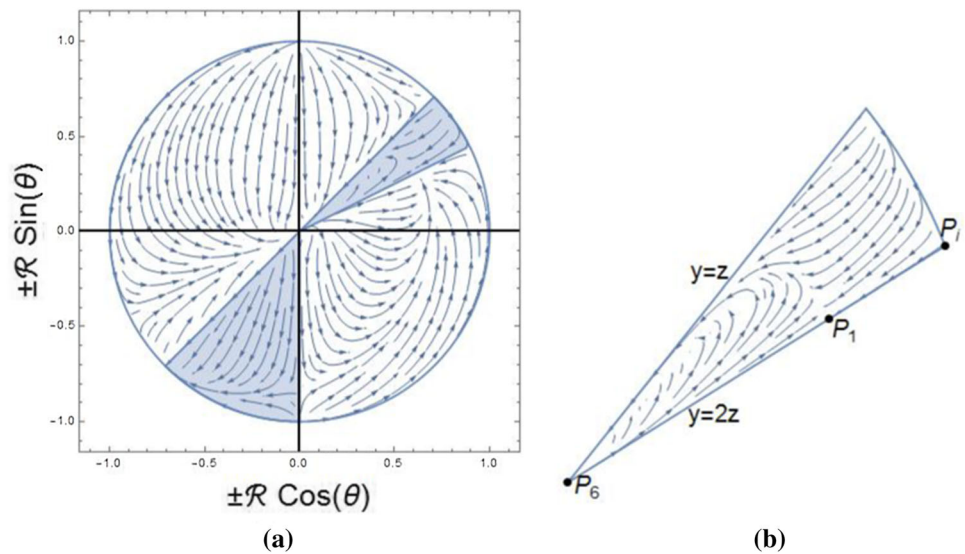 1.0
0.5
0.0
-0.5
-1.0
-1.0 -0.5 0.0 0.5 1.0
±ℛ Sin(θ)
±ℛ Cos(θ)
(a)
y=z
P_i
P_1
y=2z
P_6
(b)